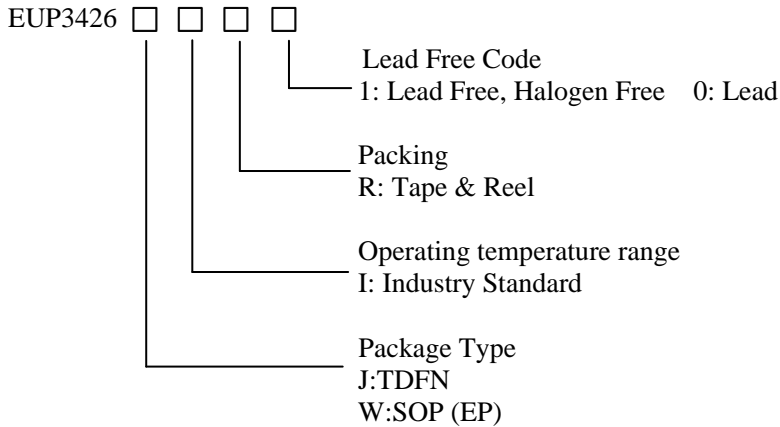 EUP3426 □ □ □ □
Lead Free Code
1: Lead Free, Halogen Free 0: Lead
Packing
R: Tape & Reel
Operating temperature range
I: Industry Standard
Package Type
J:TDFN
W:SOP (EP)